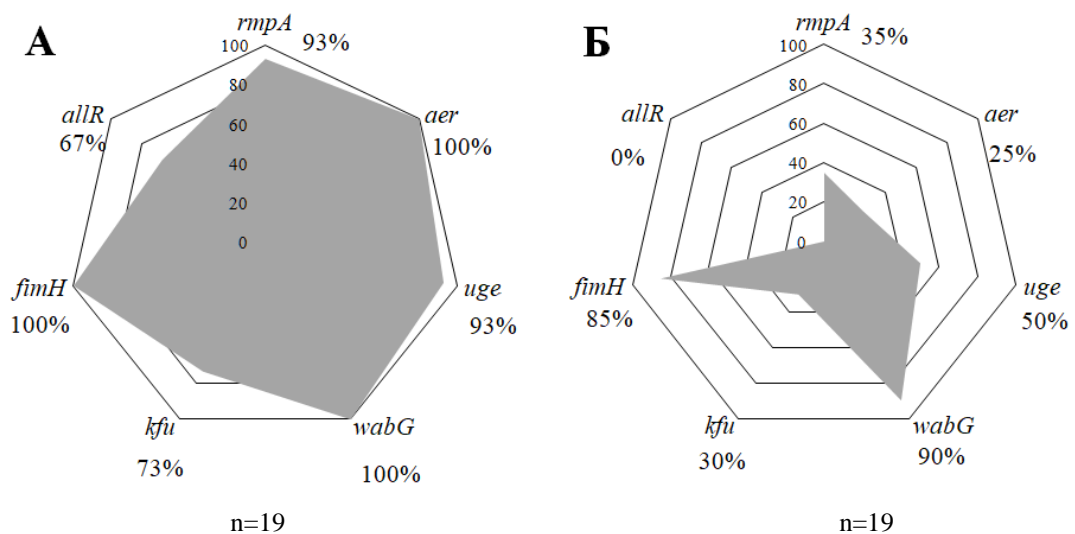 А
rmpA
93%
100
80
60
40
20
0
allR
67%
aer
100%
fimH
100%
uge
93%
kfu
73%
wabG
100%
n=19
Б
rmpA
35%
100
80
60
40
20
0
allR
0%
aer
25%
fimH
85%
uge
50%
kfu
30%
wabG
90%
n=19